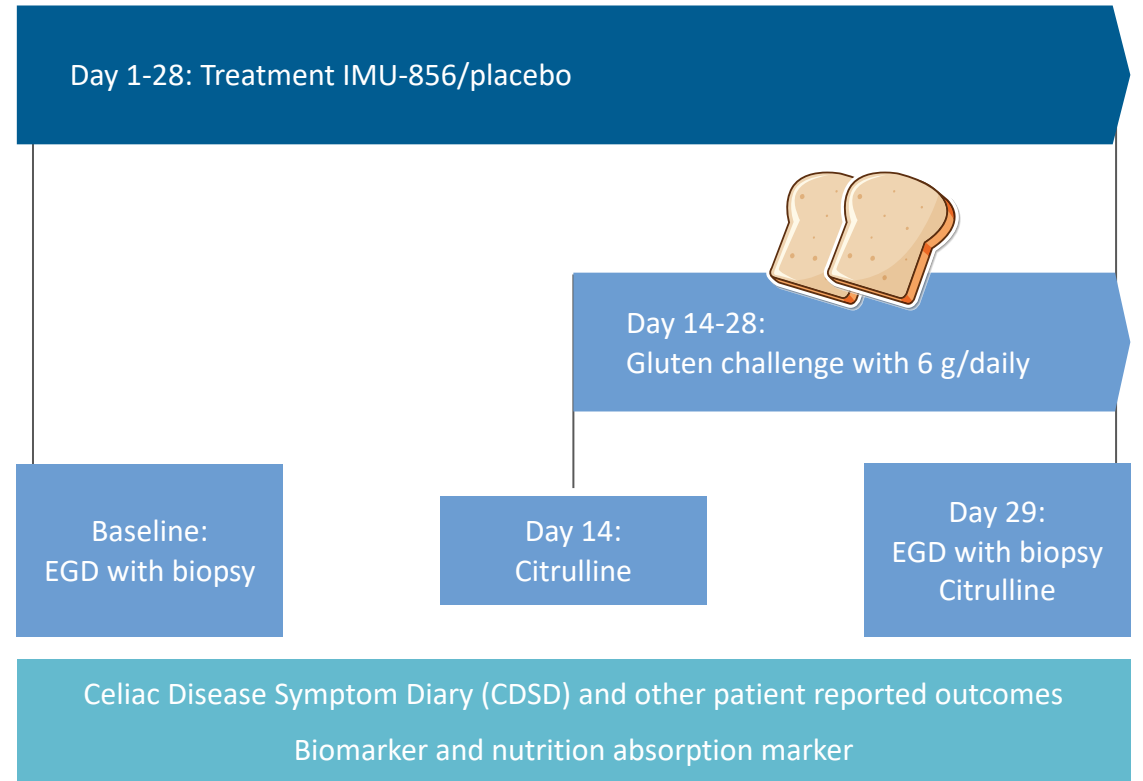 Day 1-28: Treatment IMU-856/placebo
Day 14-28:
Gluten challenge with 6 g/daily
Baseline:
EGD with biopsy
Day 14:
Citrulline
Day 29:
EGD with biopsy
Citrulline
Celiac Disease Symptom Diary (CDSD) and other patient reported outcomes
Biomarker and nutrition absorption marker